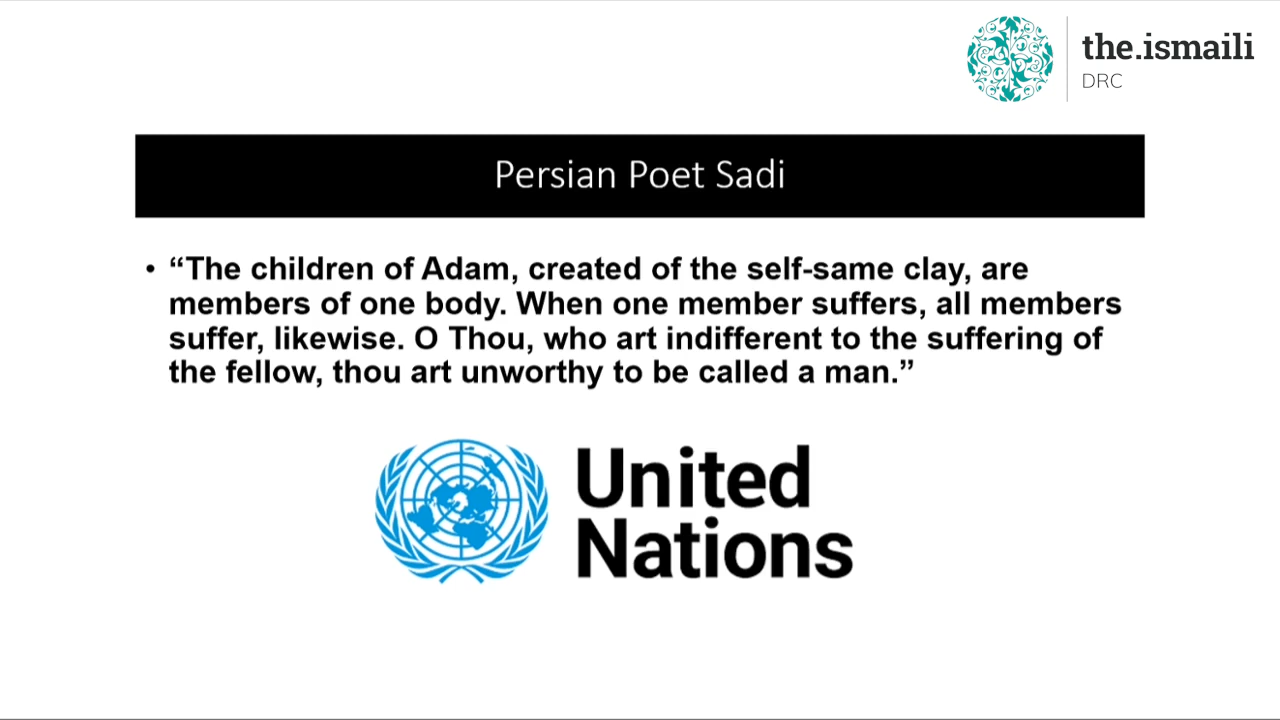 the.ismaili
DRC
Persian Poet Sadi
• “The children of Adam, created of the self-same clay, are
members of one body. When one member suffers, all members
suffer, likewise. O Thou, who art indifferent to the suffering of
the fellow, thou art unworthy to be called a man.”
United
Nations